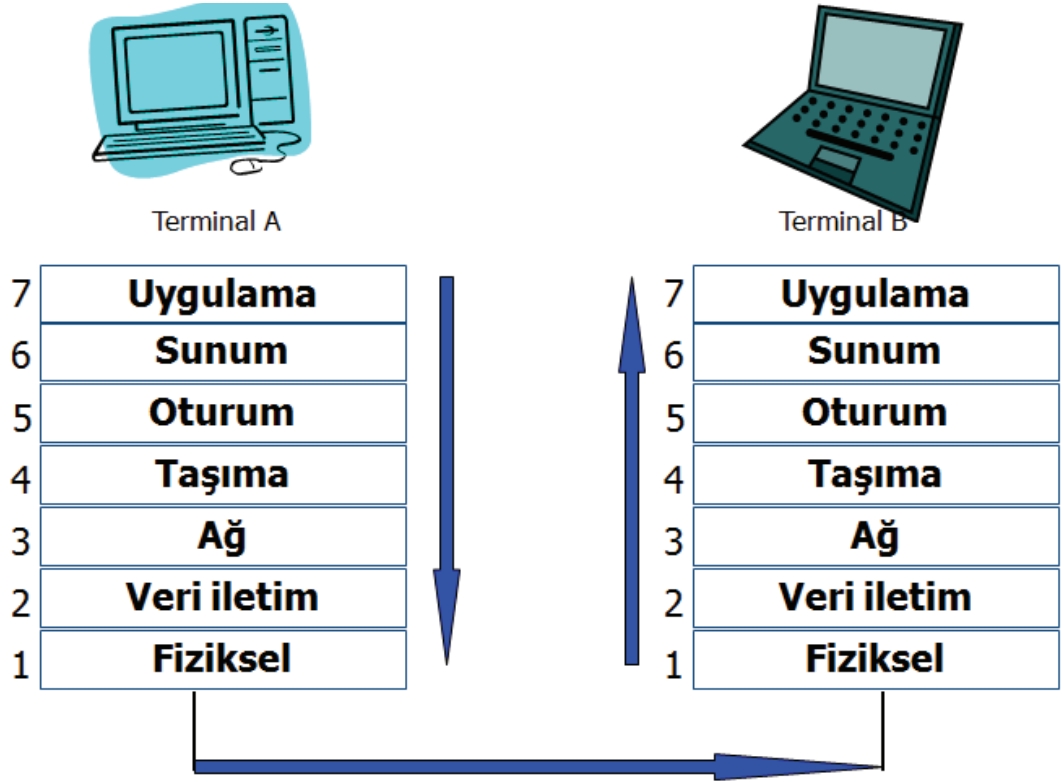 Terminal A
Terminal B
7 Uygulama
6 Sunum
5 Oturum
4 Taşıma
3 Ağ
2 Veri iletim
1 Fiziksel
7 Uygulama
6 Sunum
5 Oturum
4 Taşıma
3 Ağ
2 Veri iletim
1 Fiziksel